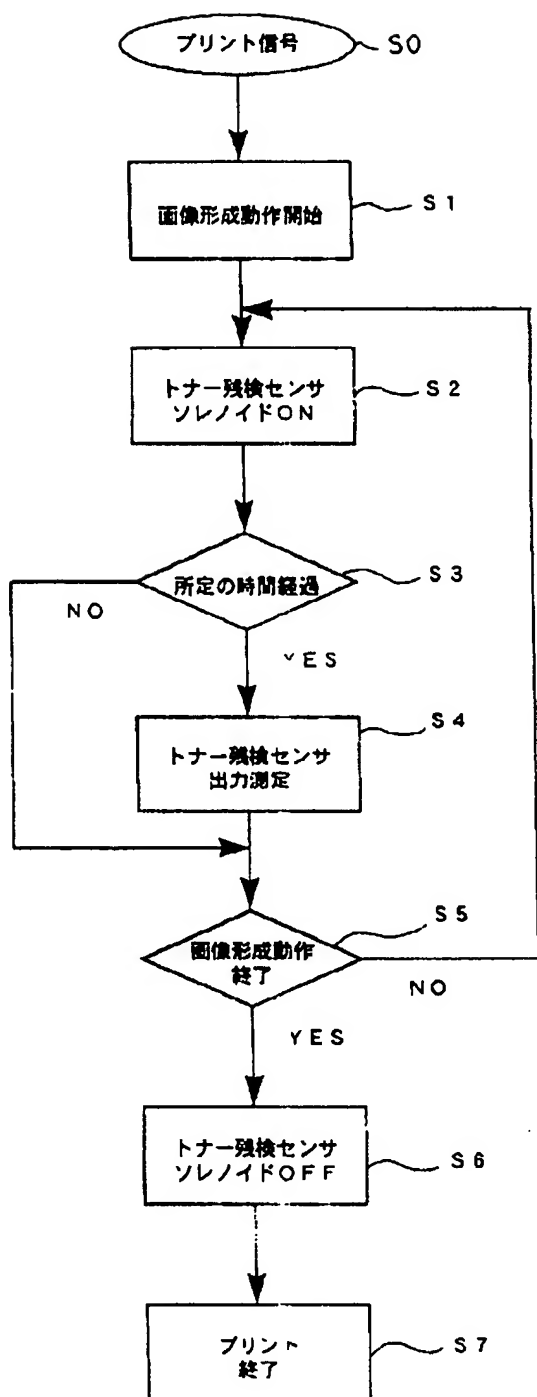 プリント信号
S0
画像形成動作開始
S1
トナー残検センサ
ソレノイドON
S2
所定の時間経過
S3
NO
YES
トナー残検センサ
出力測定
S4
画像形成動作
終了
S5
NO
YES
トナー残検センサ
ソレノイドOFF
S6
プリント
終了
S7